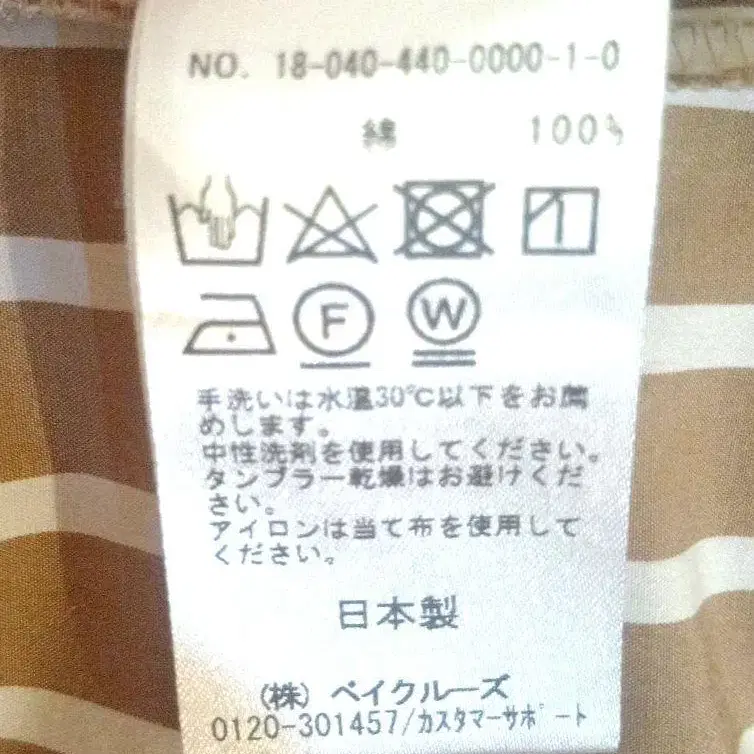 NO. 18-040-440-0000-1-0
綿 100%
F W
手洗いは水温30℃以下をお薦
めします。
中性洗剤を使用してください。
タンブラー乾燥はお避けくだ
さい。
アイロンは当て布を使用して
ください。
日本製
(株) ベイクルーズ
0120-301457/カスタマーサポート